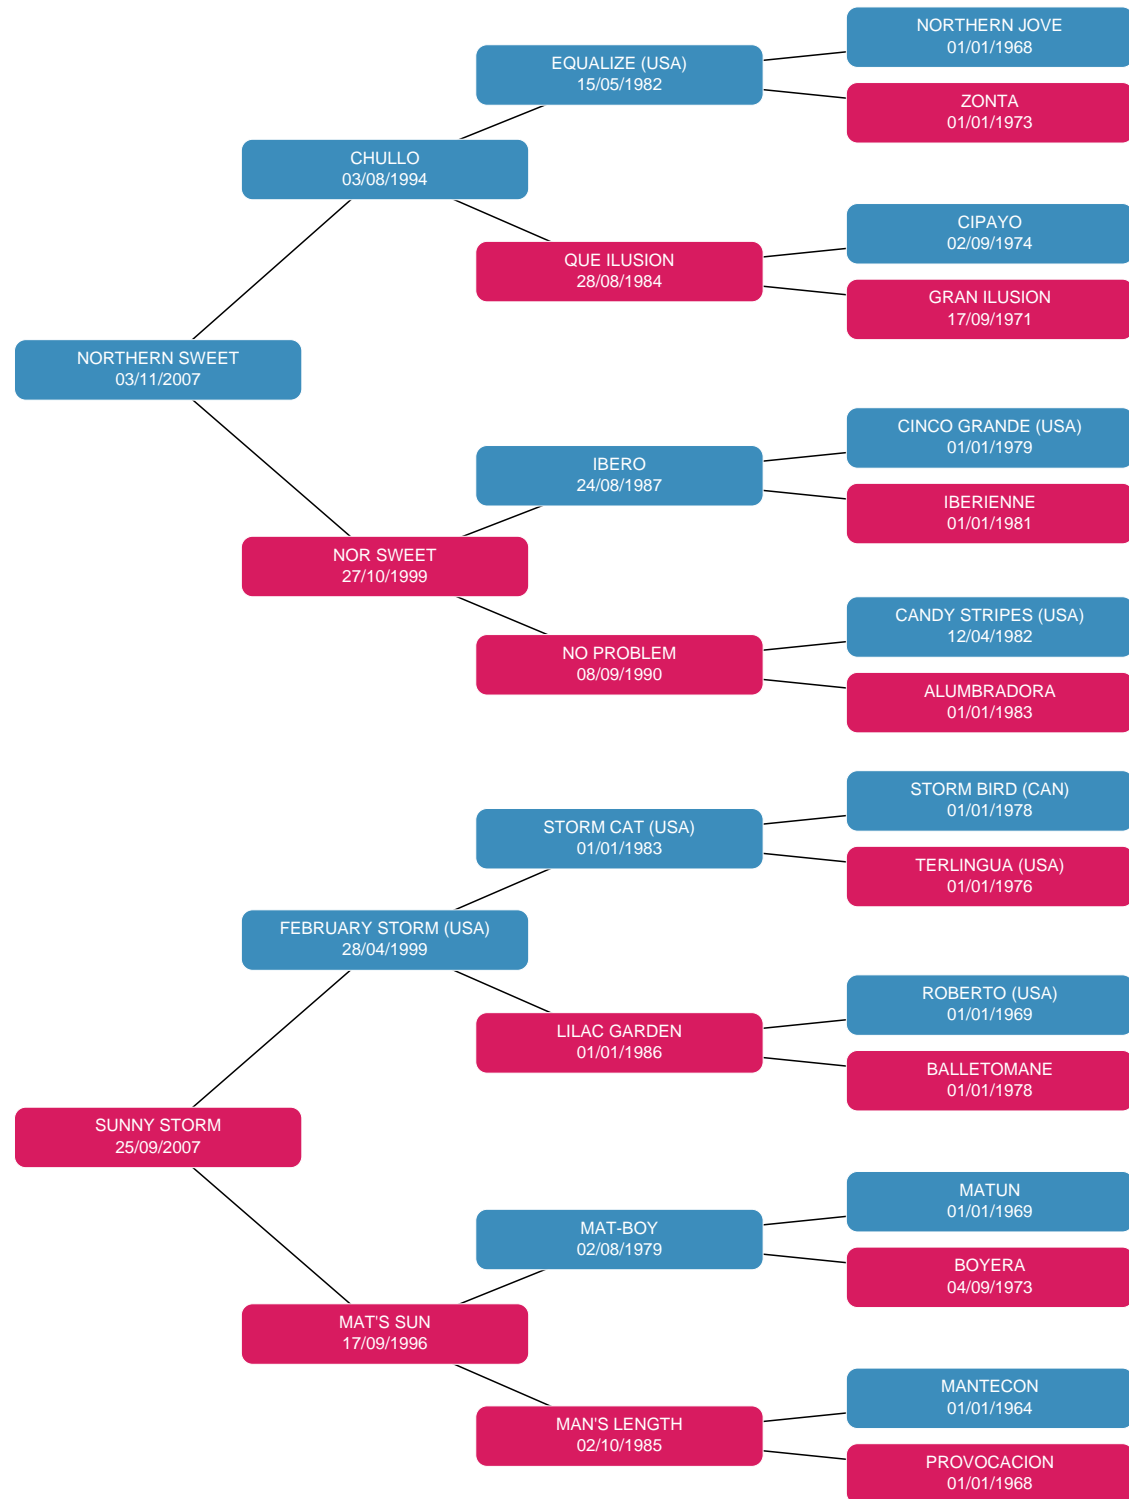 NORTHERN JOVE
01/01/1968
EQUALIZE (USA)
15/05/1982
ZONTA
01/01/1973
CHULLO
03/08/1994
CIPAYO
02/09/1974
QUE ILUSION
28/08/1984
GRAN ILUSION
17/09/1971
NORTHERN SWEET
03/11/2007
CINCO GRANDE (USA)
01/01/1979
IBERO
24/08/1987
IBERIENNE
01/01/1981
NOR SWEET
27/10/1999
CANDY STRIPES (USA)
12/04/1982
NO PROBLEM
08/09/1990
ALUMBRADORA
01/01/1983
STORM BIRD (CAN)
01/01/1978
STORM CAT (USA)
01/01/1983
TERLINGUA (USA)
01/01/1976
FEBRUARY STORM (USA)
28/04/1999
ROBERTO (USA)
01/01/1969
LILAC GARDEN
01/01/1986
BALLETOMANE
01/01/1978
SUNNY STORM
25/09/2007
MATUN
01/01/1969
MAT-BOY
02/08/1979
BOYERA
04/09/1973
MAT'S SUN
17/09/1996
MANTECON
01/01/1964
MAN'S LENGTH
02/10/1985
PROVOCACION
01/01/1968